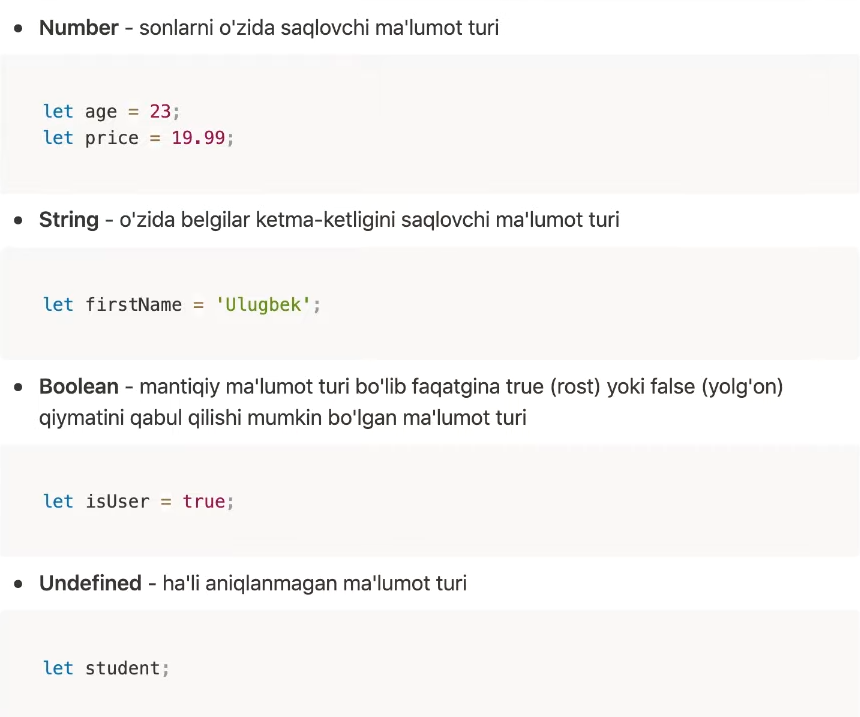 • Number - sonlarni o'zida saqlovchi ma'lumot turi
let age = 23;
let price = 19.99;
• String - o'zida belgilar ketma-ketligini saqlovchi ma'lumot turi
let firstName = 'Ulugbek';
• Boolean - mantiqiy ma'lumot turi bo'lib faqatgina true (rost) yoki false (yolg'on)
qiymatini qabul qilishi mumkin bo'lgan ma'lumot turi
let isUser = true;
• Undefined - ha'li aniqlanmagan ma'lumot turi
let student;